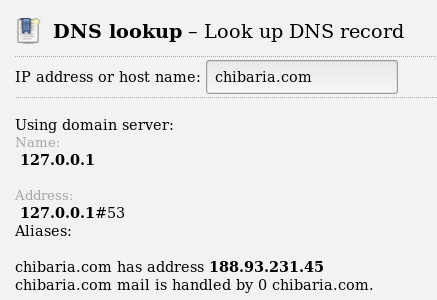 DNS lookup – Look up DNS record
IP address or host name: chibaria.com
Using domain server:
Name:
127.0.0.1
Address:
127.0.0.1#53
Aliases:
chibaria.com has address 188.93.231.45
chibaria.com mail is handled by 0 chibaria.com.